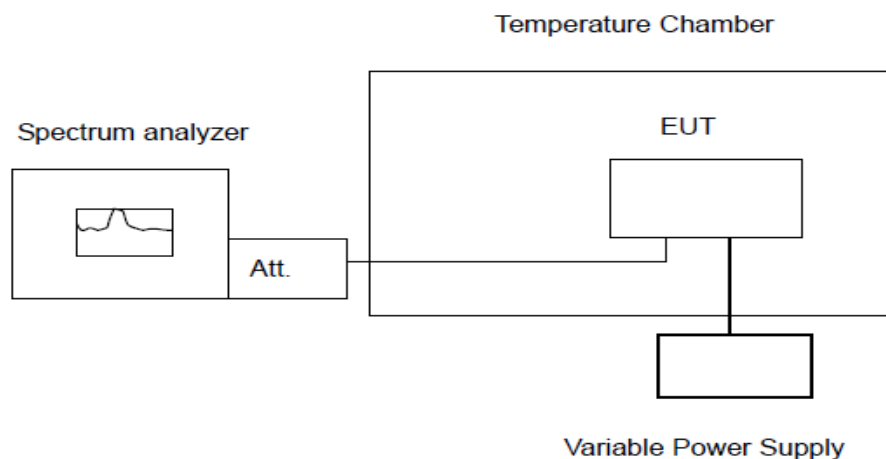 Temperature Chamber
Spectrum analyzer
EUT
Att.
Variable Power Supply